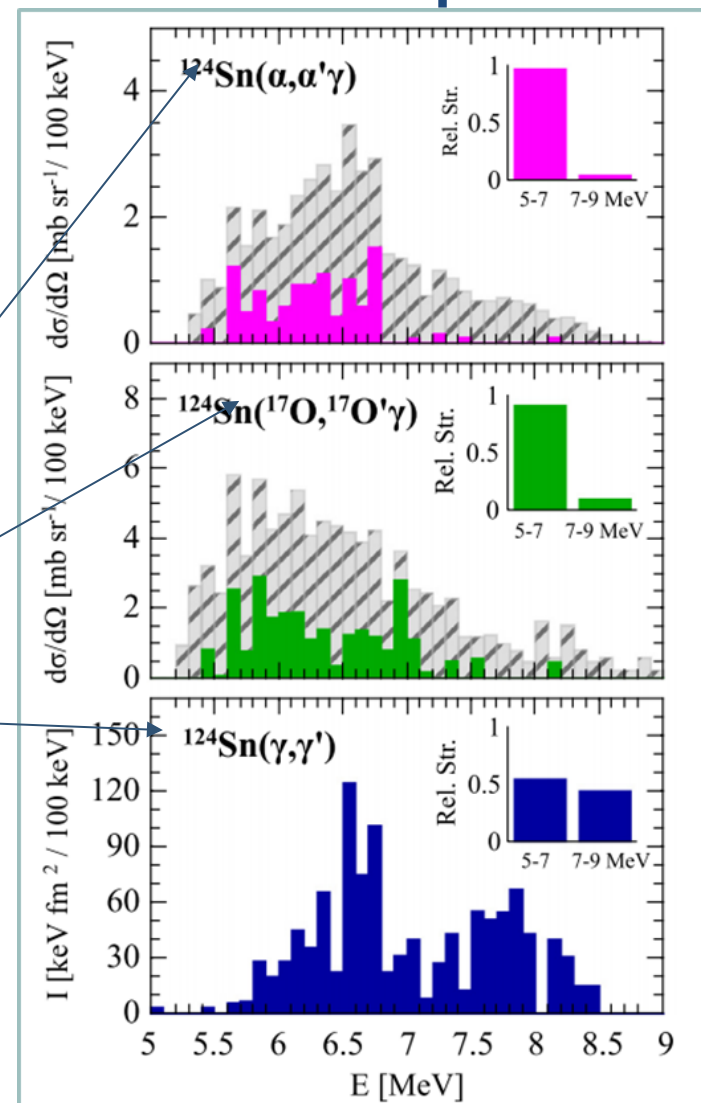 ¹²⁴Sn(α,α'γ)
dσ/dΩ [mb sr⁻¹/ 100 keV]
4
2
0
Rel. Str.
1
0.5
0
5-7 7-9 MeV
¹²⁴Sn(¹⁷O,¹⁷O'γ)
dσ/dΩ [mb sr⁻¹/ 100 keV]
8
6
4
2
0
Rel. Str.
1
0.5
0
5-7 7-9 MeV
¹²⁴Sn(γ,γ')
I [keV fm² / 100 keV]
150
120
90
60
30
0
Rel. Str.
1
0.5
0
5-7 7-9 MeV
5 5.5 6 6.5 7 7.5 8 8.5 9
E [MeV]